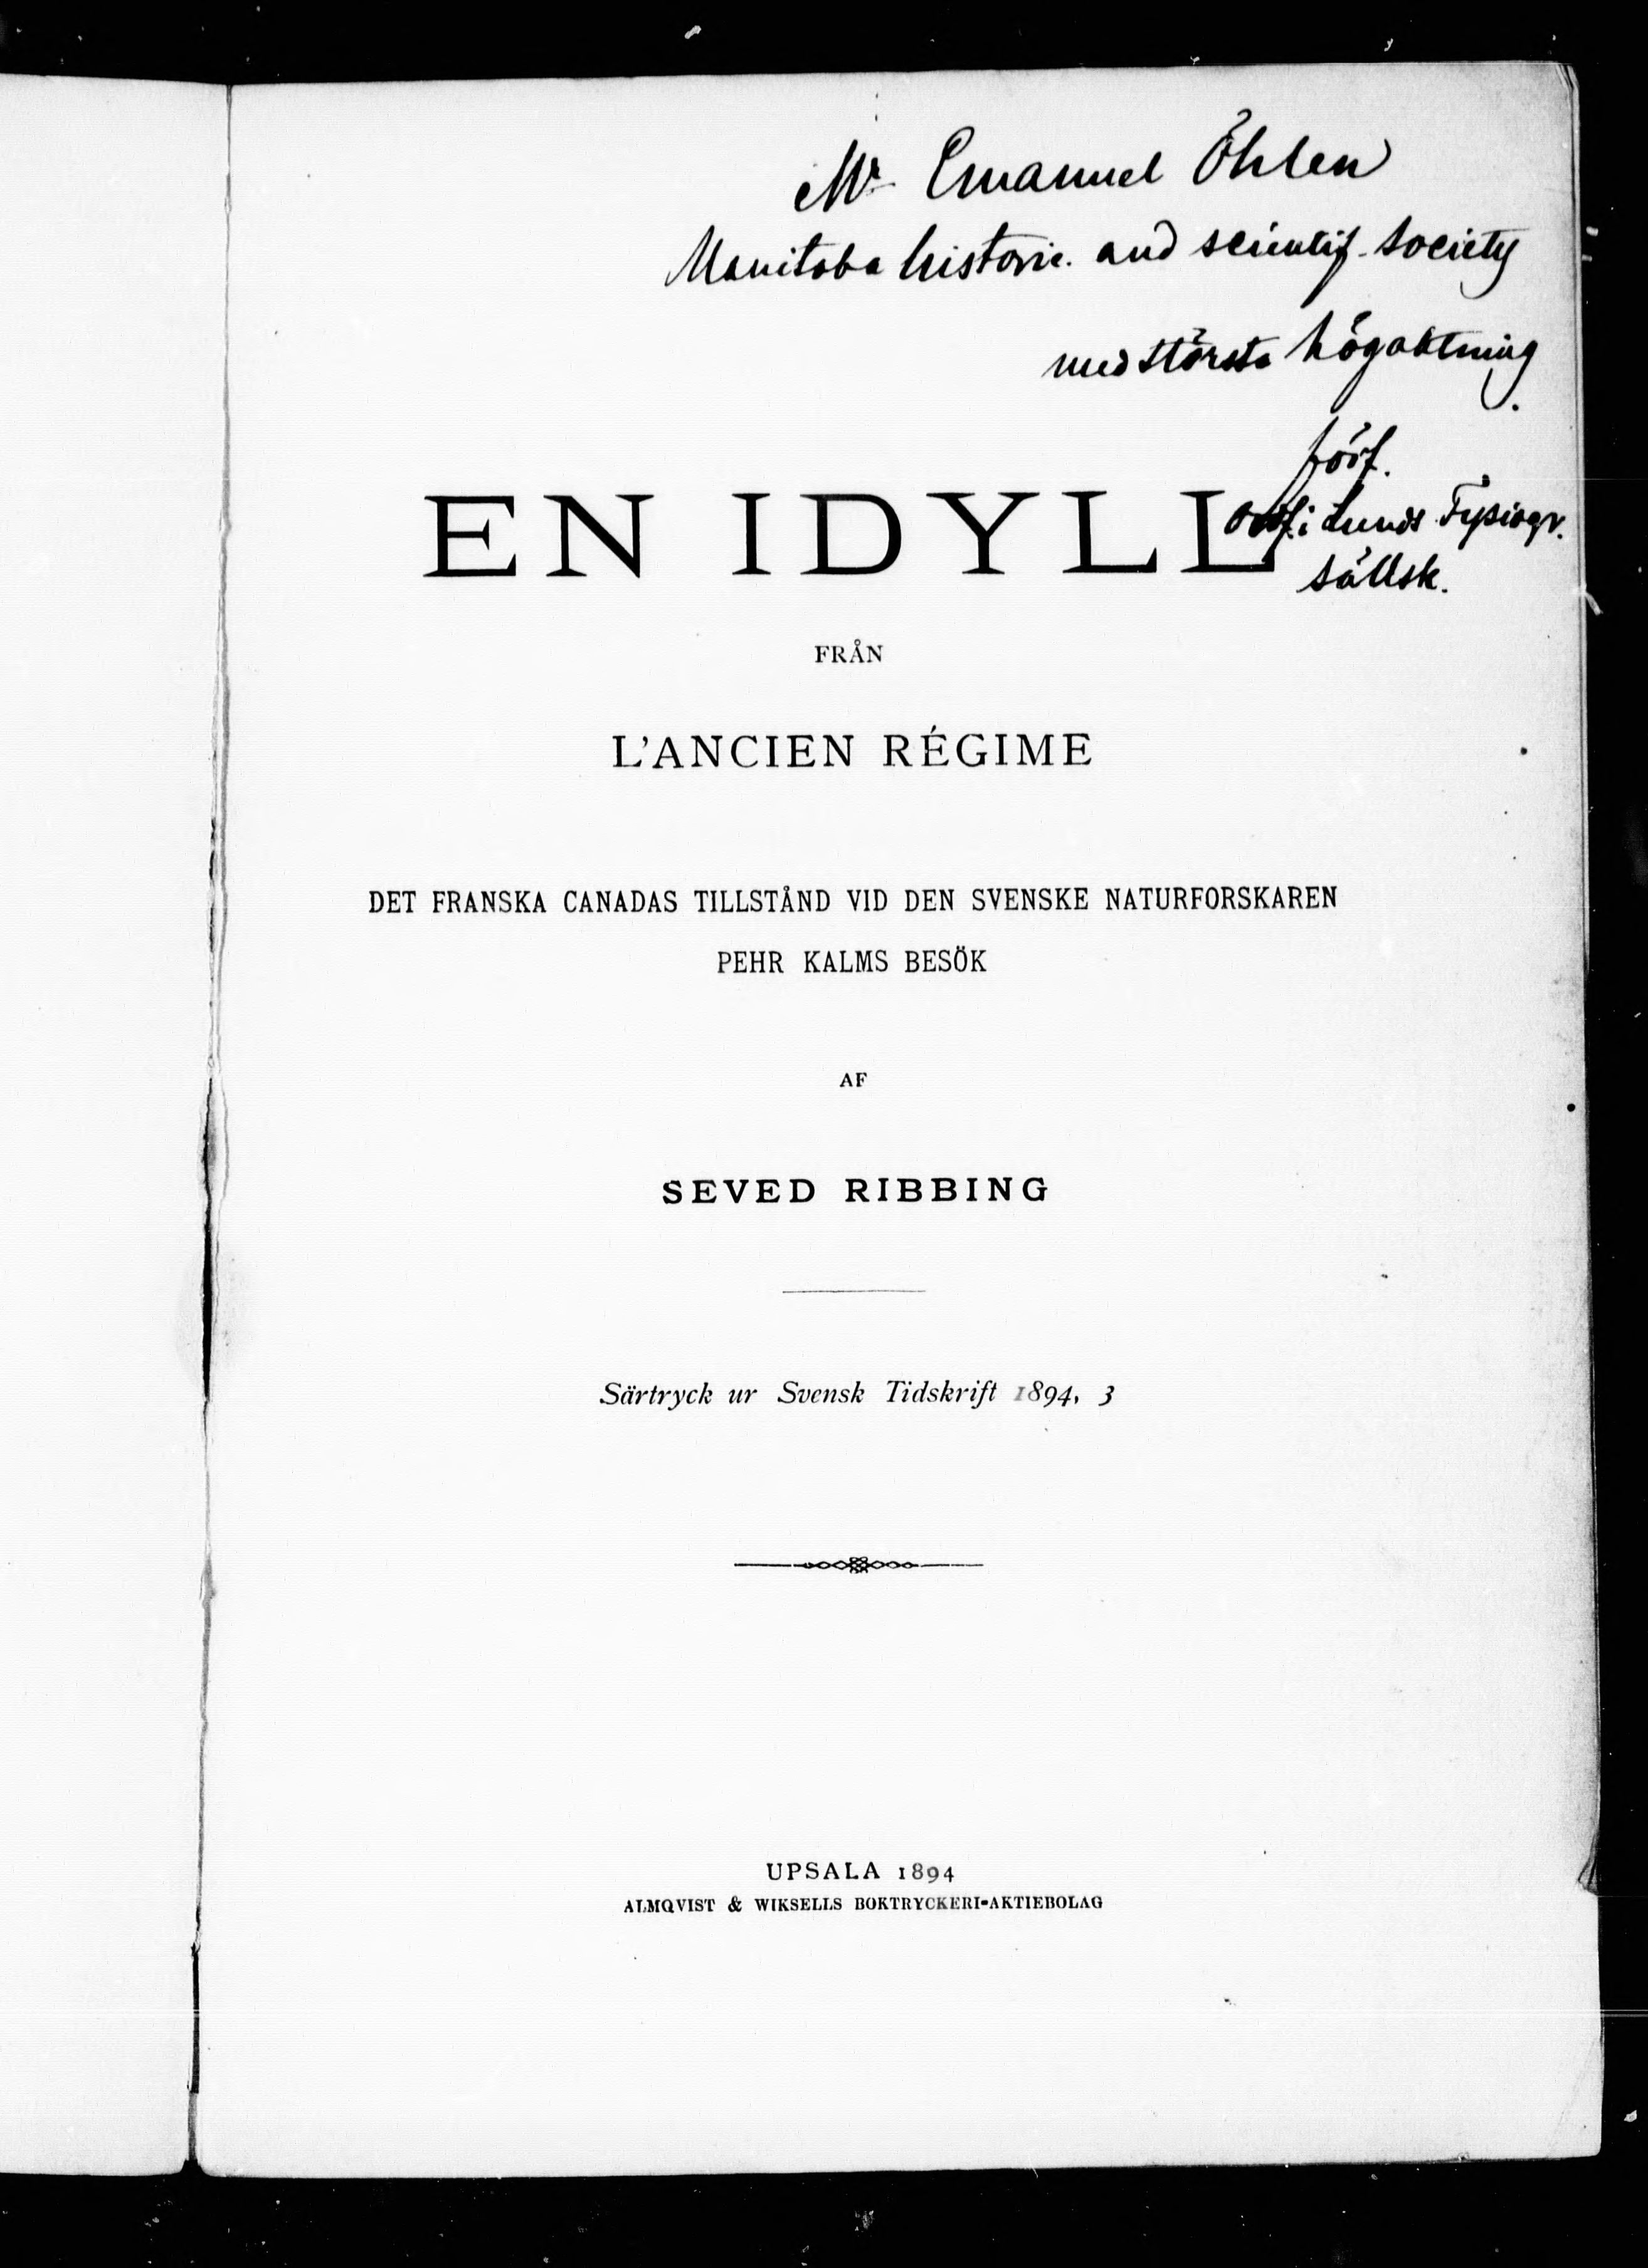 Mr Emanuel Öhlen
Manitoba historic. and scientif. society
med största högaktning.
förf.
i Lunds Fysiogr.
sällsk.
EN IDYLL
FRÅN
L'ANCIEN RÉGIME
DET FRANSKA CANADAS TILLSTÅND VID DEN SVENSKE NATURFORSKAREN
PEHR KALMS BESÖK
AF
SEVED RIBBING
Särtryck ur Svensk Tidskrift 1894, 3
UPSALA 1894
ALMQVIST & WIKSELLS BOKTRYCKERI-AKTIEBOLAG